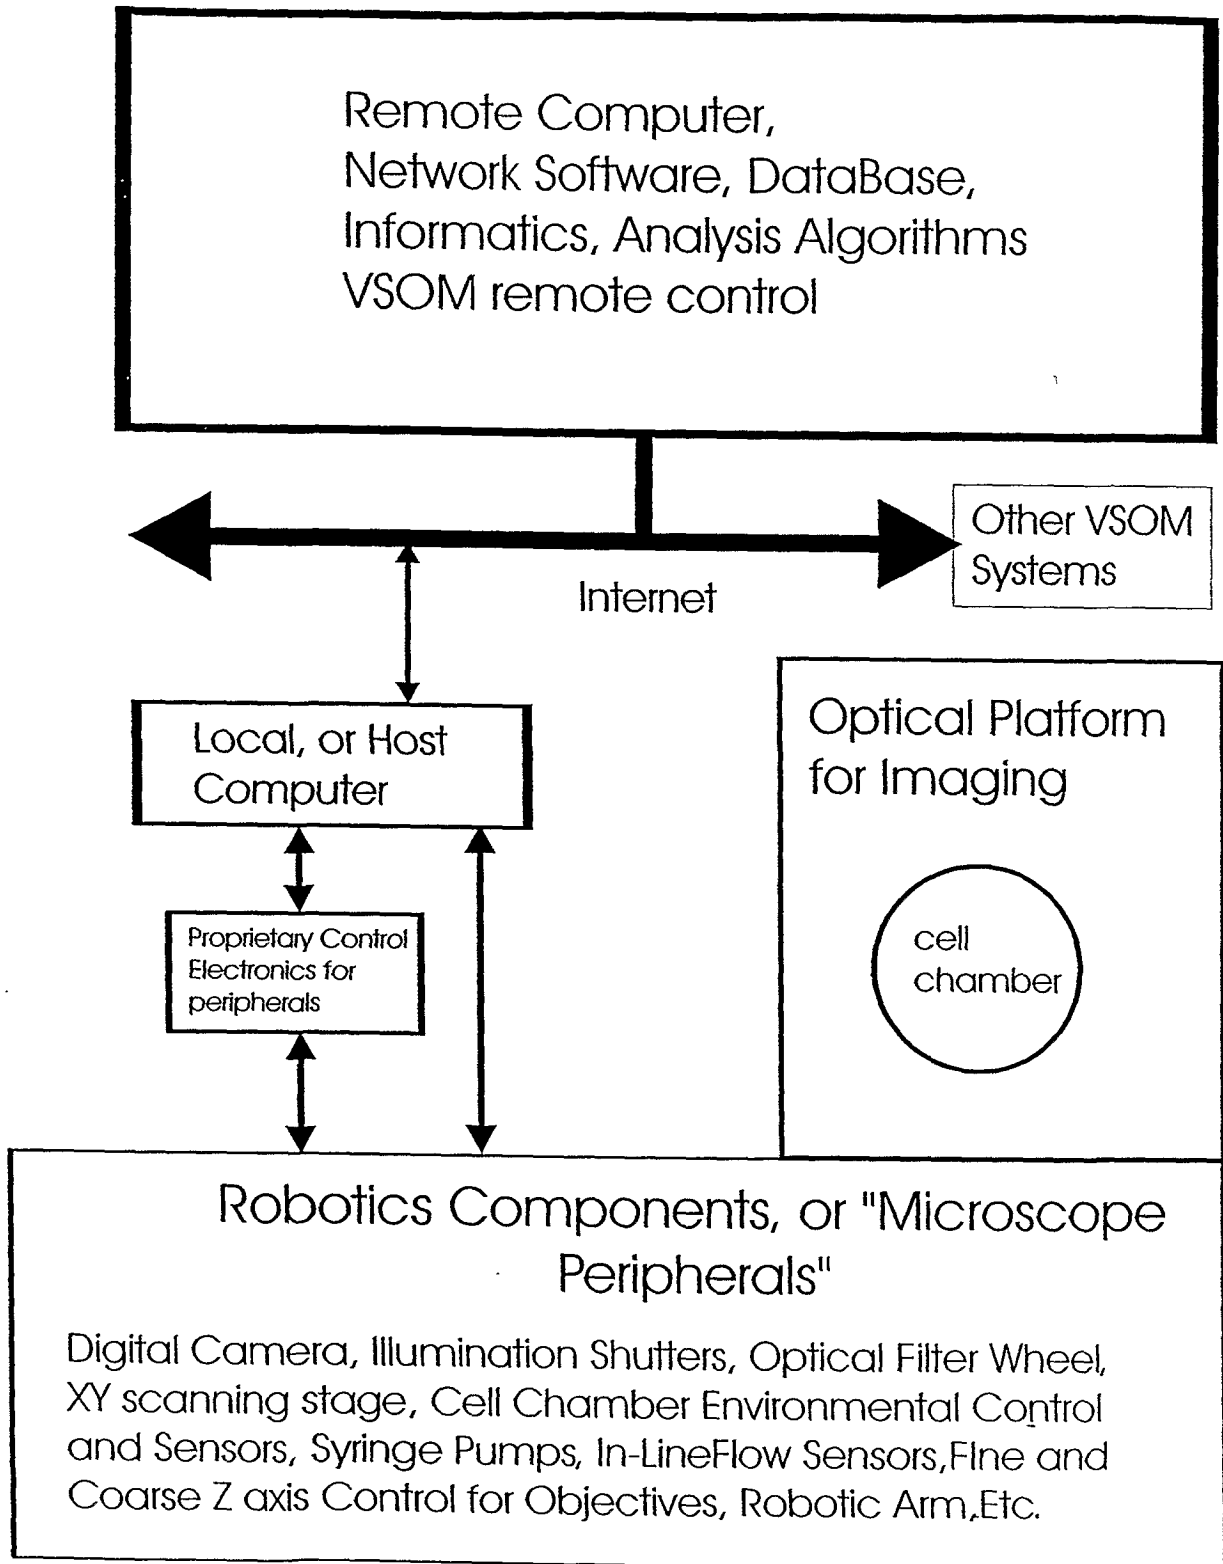 Remote Computer,
Network Software, DataBase,
Informatics, Analysis Algorithms
VSOM remote control
Other VSOM
Systems
Internet
Local, or Host
Computer
Optical Platform
for Imaging
Proprietary Control
Electronics for
peripherals
cell
chamber
Robotics Components, or "Microscope
Peripherals"
Digital Camera, Illumination Shutters, Optical Filter Wheel,
XY scanning stage, Cell Chamber Environmental Control
and Sensors, Syringe Pumps, In-LineFlow Sensors,FIne and
Coarse Z axis Control for Objectives, Robotic Arm,Etc.